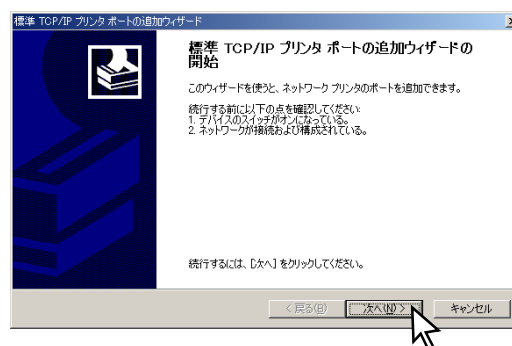 標準 TCP/IP プリンタ ポートの追加ウィザード
標準 TCP/IP プリンタ ポートの追加ウィザードの
開始
このウィザードを使うと、ネットワーク プリンタのポートを追加できます。
続行する前に以下の点を確認してください:
1. デバイスのスイッチがオンになっている。
2. ネットワークが接続および構成されている。
続行するには、[次へ] をクリックしてください。
< 戻る(B)
次へ(N) >
キャンセル